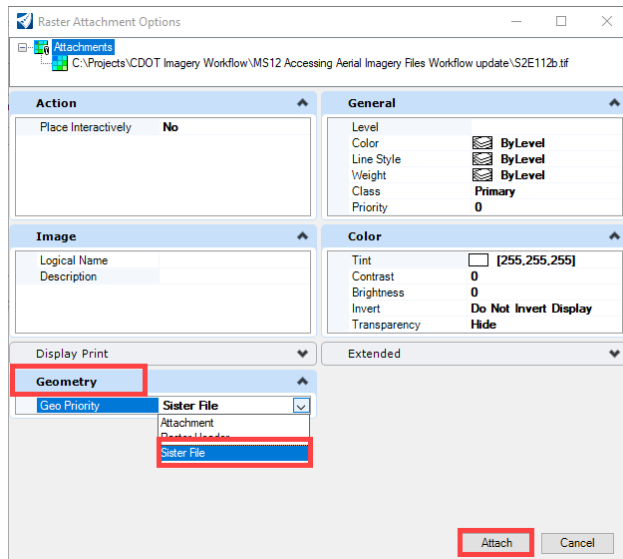 Raster Attachment Options
Attachments
C:\Projects\CDOT Imagery Workflow\MS12 Accessing Aerial Imagery Files Workflow update\S2E112b.tif
Action
Place Interactively No
General
Level
Color ByLevel
Line Style ByLevel
Weight ByLevel
Class Primary
Priority 0
Image
Logical Name
Description
Color
Tint [255,255,255]
Contrast 0
Brightness 0
Invert Do Not Invert Display
Transparency Hide
Display Print
Extended
Geometry
Geo Priority Sister File
Attachment
Raster Header
Sister File
Attach Cancel